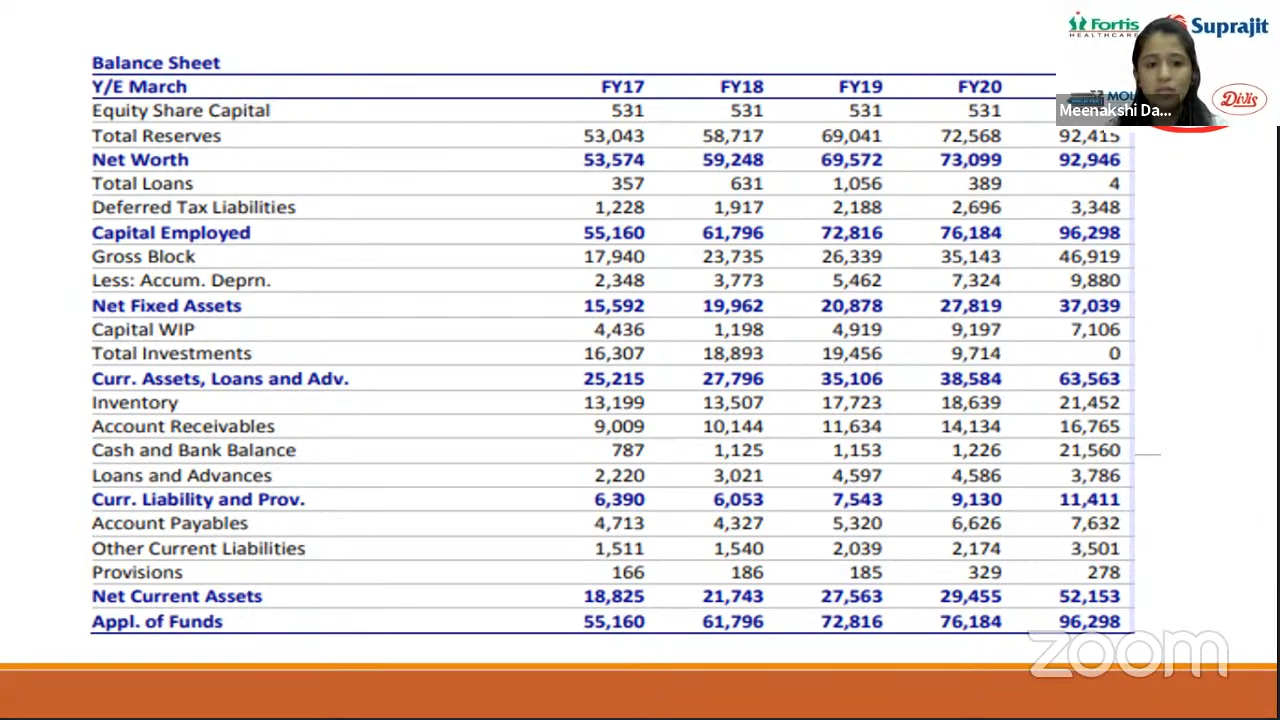 Fortis
HEALTHCARE
Suprajit
Divis
Meenakshi Da...
Balance Sheet
Y/E March FY17 FY18 FY19 FY20
Equity Share Capital 531 531 531 531
Total Reserves 53,043 58,717 69,041 72,568 92,415
Net Worth 53,574 59,248 69,572 73,099 92,946
Total Loans 357 631 1,056 389 4
Deferred Tax Liabilities 1,228 1,917 2,188 2,696 3,348
Capital Employed 55,160 61,796 72,816 76,184 96,298
Gross Block 17,940 23,735 26,339 35,143 46,919
Less: Accum. Deprn. 2,348 3,773 5,462 7,324 9,880
Net Fixed Assets 15,592 19,962 20,878 27,819 37,039
Capital WIP 4,436 1,198 4,919 9,197 7,106
Total Investments 16,307 18,893 19,456 9,714 0
Curr. Assets, Loans and Adv. 25,215 27,796 35,106 38,584 63,563
Inventory 13,199 13,507 17,723 18,639 21,452
Account Receivables 9,009 10,144 11,634 14,134 16,765
Cash and Bank Balance 787 1,125 1,153 1,226 21,560
Loans and Advances 2,220 3,021 4,597 4,586 3,786
Curr. Liability and Prov. 6,390 6,053 7,543 9,130 11,411
Account Payables 4,713 4,327 5,320 6,626 7,632
Other Current Liabilities 1,511 1,540 2,039 2,174 3,501
Provisions 166 186 185 329 278
Net Current Assets 18,825 21,743 27,563 29,455 52,153
Appl. of Funds 55,160 61,796 72,816 76,184 96,298
zoom